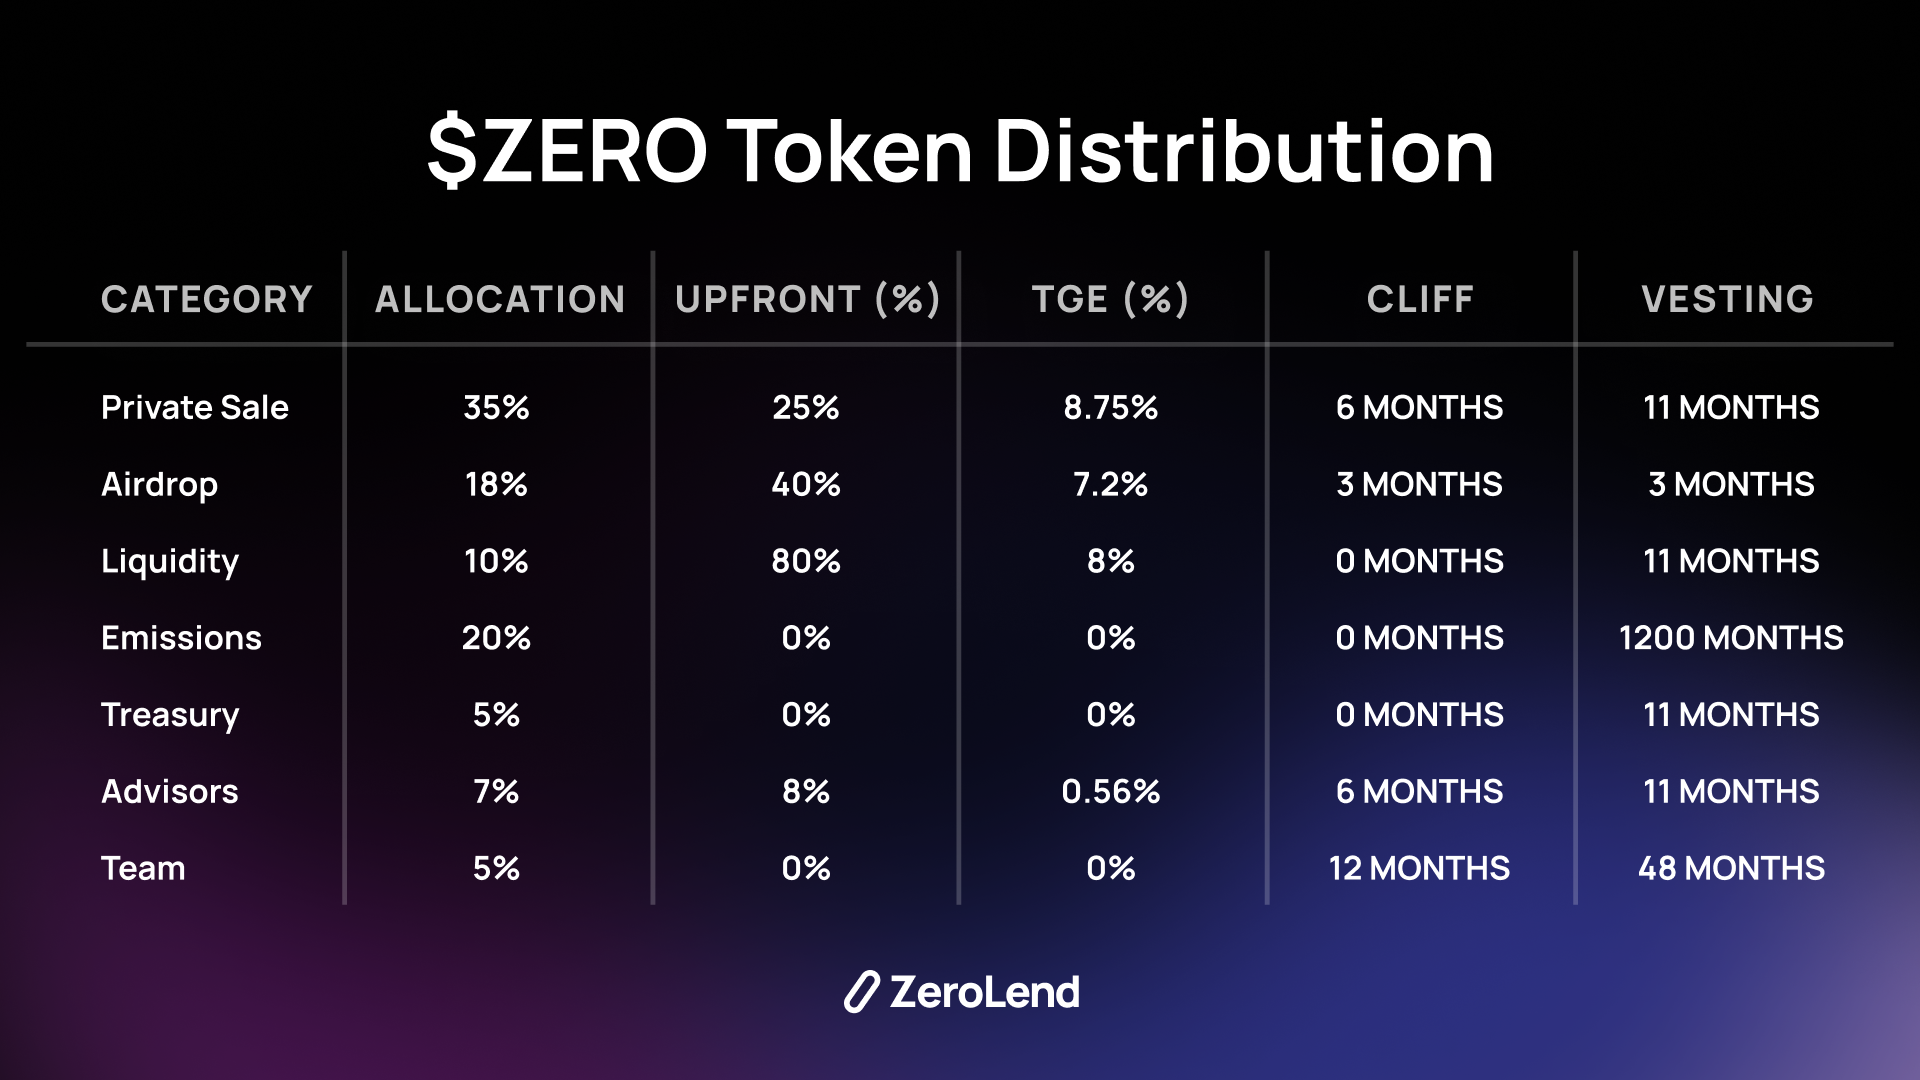 $ZERO Token Distribution
CATEGORY ALLOCATION UPFRONT (%) TGE (%) CLIFF VESTING
Private Sale 35% 25% 8.75% 6 MONTHS 11 MONTHS
Airdrop 18% 40% 7.2% 3 MONTHS 3 MONTHS
Liquidity 10% 80% 8% 0 MONTHS 11 MONTHS
Emissions 20% 0% 0% 0 MONTHS 1200 MONTHS
Treasury 5% 0% 0% 0 MONTHS 11 MONTHS
Advisors 7% 8% 0.56% 6 MONTHS 11 MONTHS
Team 5% 0% 0% 12 MONTHS 48 MONTHS
ZeroLend